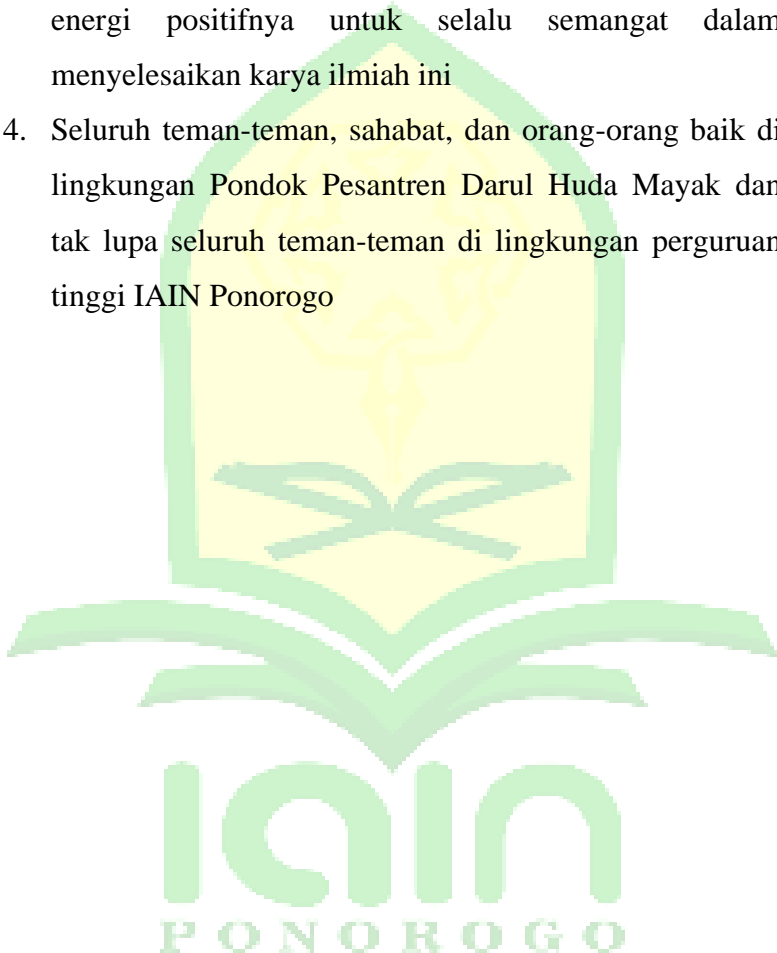 energi positifnya untuk selalu semangat dalam
menyelesaikan karya ilmiah ini
4. Seluruh teman-teman, sahabat, dan orang-orang baik di
lingkungan Pondok Pesantren Darul Huda Mayak dan
tak lupa seluruh teman-teman di lingkungan perguruan
tinggi IAIN Ponorogo
iain
PONOROGO